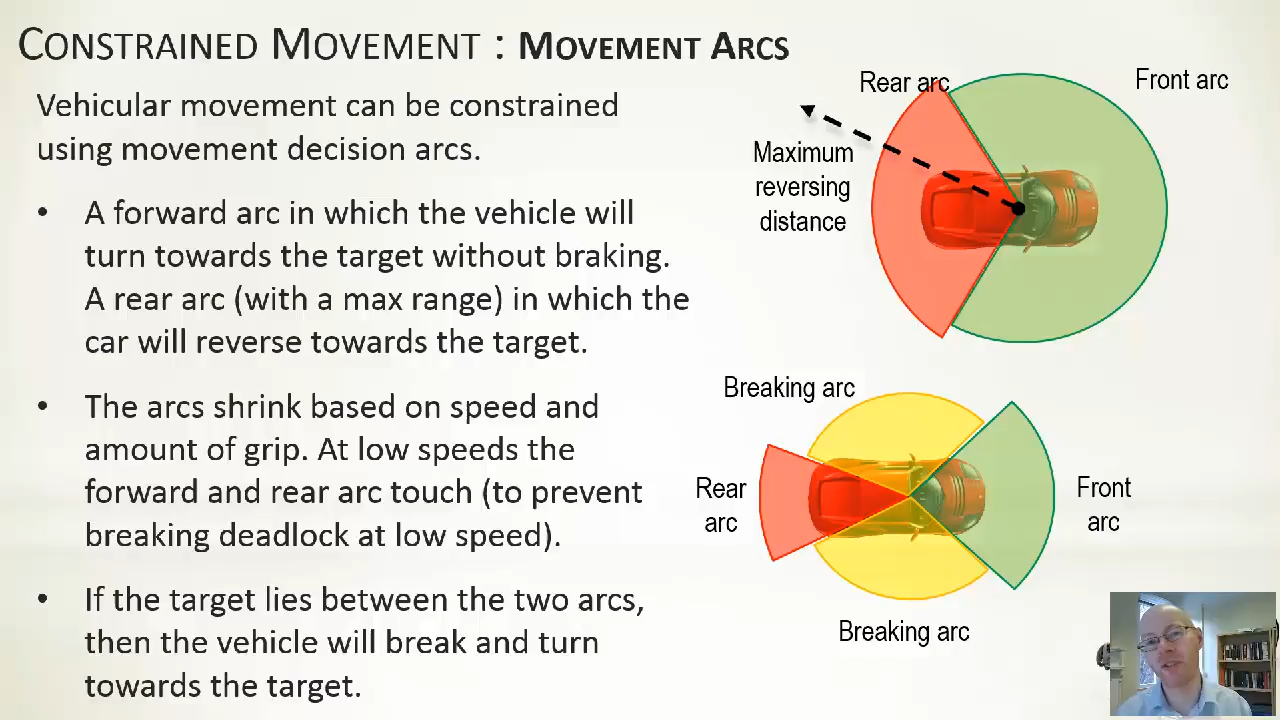 CONSTRAINED MOVEMENT : MOVEMENT ARCS
Vehicular movement can be constrained
using movement decision arcs.
• A forward arc in which the vehicle will
turn towards the target without braking.
A rear arc (with a max range) in which the
car will reverse towards the target.
• The arcs shrink based on speed and
amount of grip. At low speeds the
forward and rear arc touch (to prevent
breaking deadlock at low speed).
• If the target lies between the two arcs,
then the vehicle will break and turn
towards the target.
Rear arc
Front arc
Maximum
reversing
distance
Breaking arc
Rear
arc
Front
arc
Breaking arc